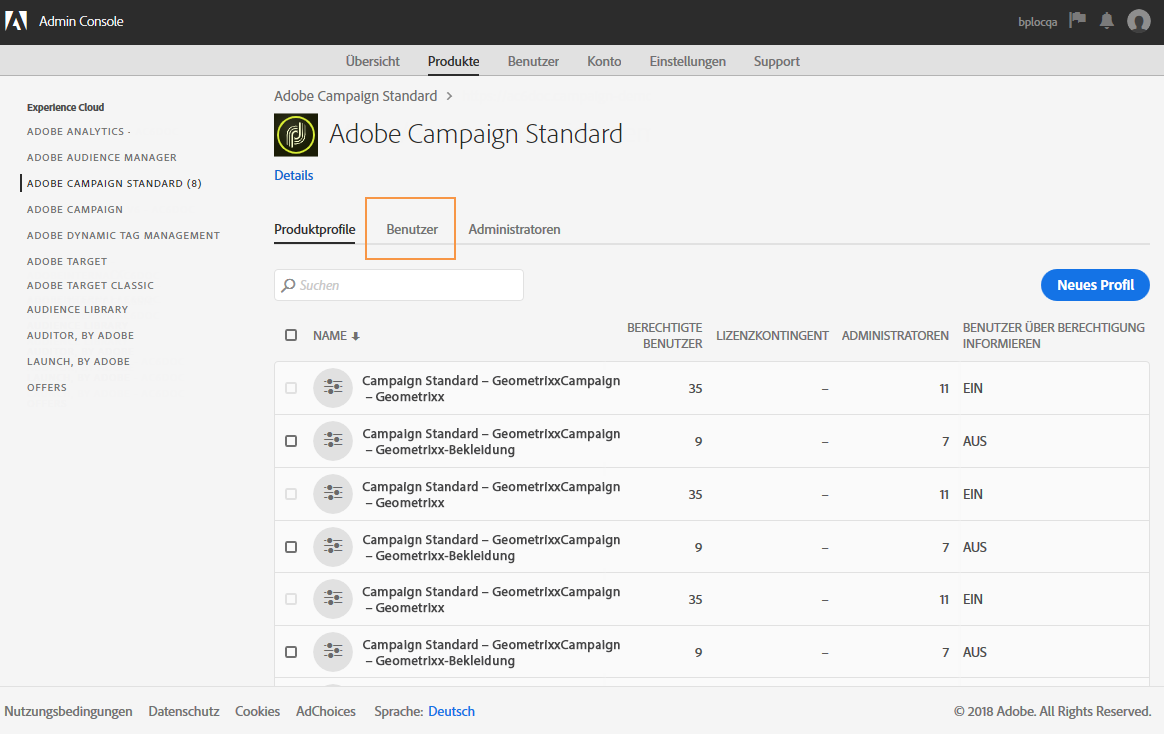 Admin Console
bplocqa
Übersicht Produkte Benutzer Konto Einstellungen Support
Experience Cloud
ADOBE ANALYTICS -
ADOBE AUDIENCE MANAGER
ADOBE CAMPAIGN STANDARD (8)
ADOBE CAMPAIGN
ADOBE DYNAMIC TAG MANAGEMENT
ADOBE TARGET
ADOBE TARGET CLASSIC
AUDIENCE LIBRARY
AUDITOR, BY ADOBE
LAUNCH, BY ADOBE
OFFERS
Adobe Campaign Standard >
Adobe Campaign Standard
Details
Produktprofile Benutzer Administratoren
Suchen
Neues Profil
NAME
BERECHTIGTE
BENUTZER
LIZENZKONTINGENT
ADMINISTRATOREN
BENUTZER ÜBER BERECHTIGUNG
INFORMIEREN
Campaign Standard – GeometrixxCampaign
– Geometrixx
35 – 11 EIN
Campaign Standard – GeometrixxCampaign
– Geometrixx-Bekleidung
9 – 7 AUS
Campaign Standard – GeometrixxCampaign
– Geometrixx
35 – 11 EIN
Campaign Standard – GeometrixxCampaign
– Geometrixx-Bekleidung
9 – 7 AUS
Campaign Standard – GeometrixxCampaign
– Geometrixx
35 – 11 EIN
Campaign Standard – GeometrixxCampaign
– Geometrixx-Bekleidung
9 – 7 AUS
Nutzungsbedingungen Datenschutz Cookies AdChoices Sprache: Deutsch
© 2018 Adobe. All Rights Reserved.